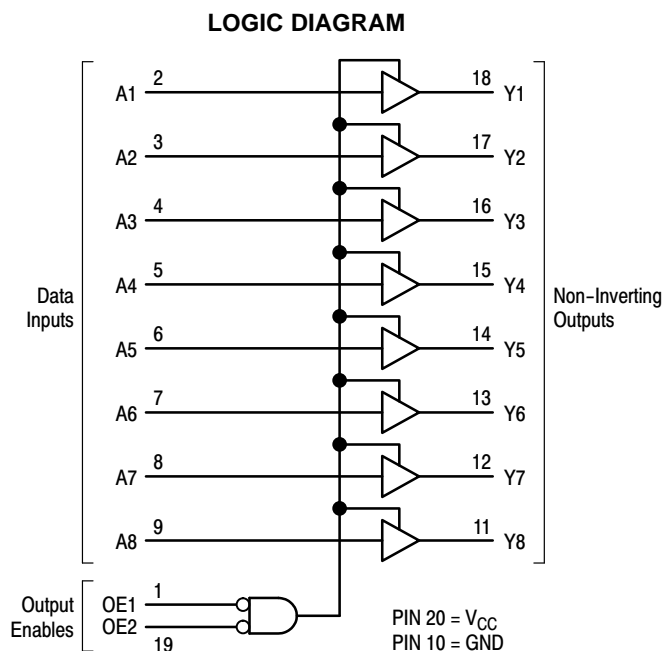 LOGIC DIAGRAM
A1 2 18 Y1
A2 3 17 Y2
A3 4 16 Y3
A4 5 15 Y4
Data Inputs
Non-Inverting Outputs
A5 6 14 Y5
A6 7 13 Y6
A7 8 12 Y7
A8 9 11 Y8
Output Enables
OE1 1
OE2 19
PIN 20 = VCC
PIN 10 = GND